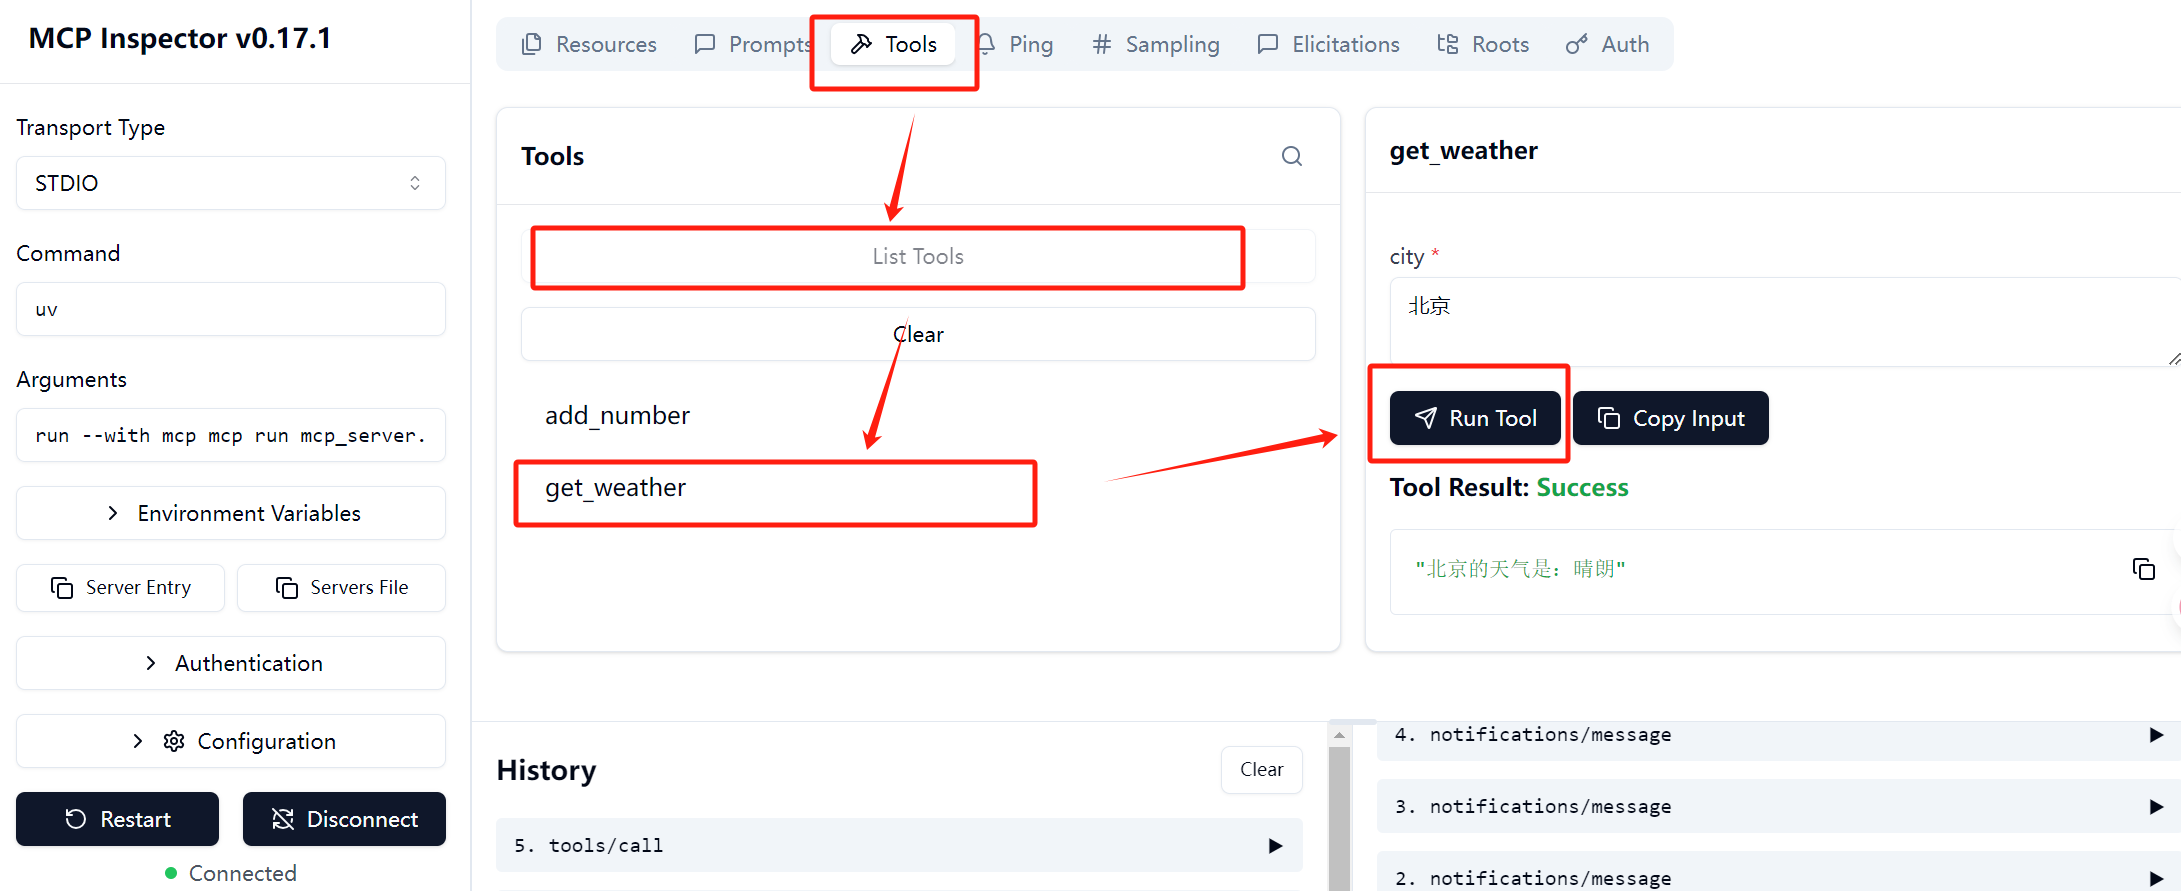 MCP Inspector v0.17.1
Transport Type
STDIO
Command
uv
Arguments
run --with mcp mcp run mcp_server.
Environment Variables
Server Entry
Servers File
Authentication
Configuration
Restart
Disconnect
Connected
Resources
Prompts
Tools
Ping
Sampling
Elicitations
Roots
Auth
Tools
List Tools
Clear
add_number
get_weather
get_weather
city *
北京
Run Tool
Copy Input
Tool Result: Success
"北京的天气是：晴朗"
History
Clear
5. tools/call
4. notifications/message
3. notifications/message
2. notifications/message